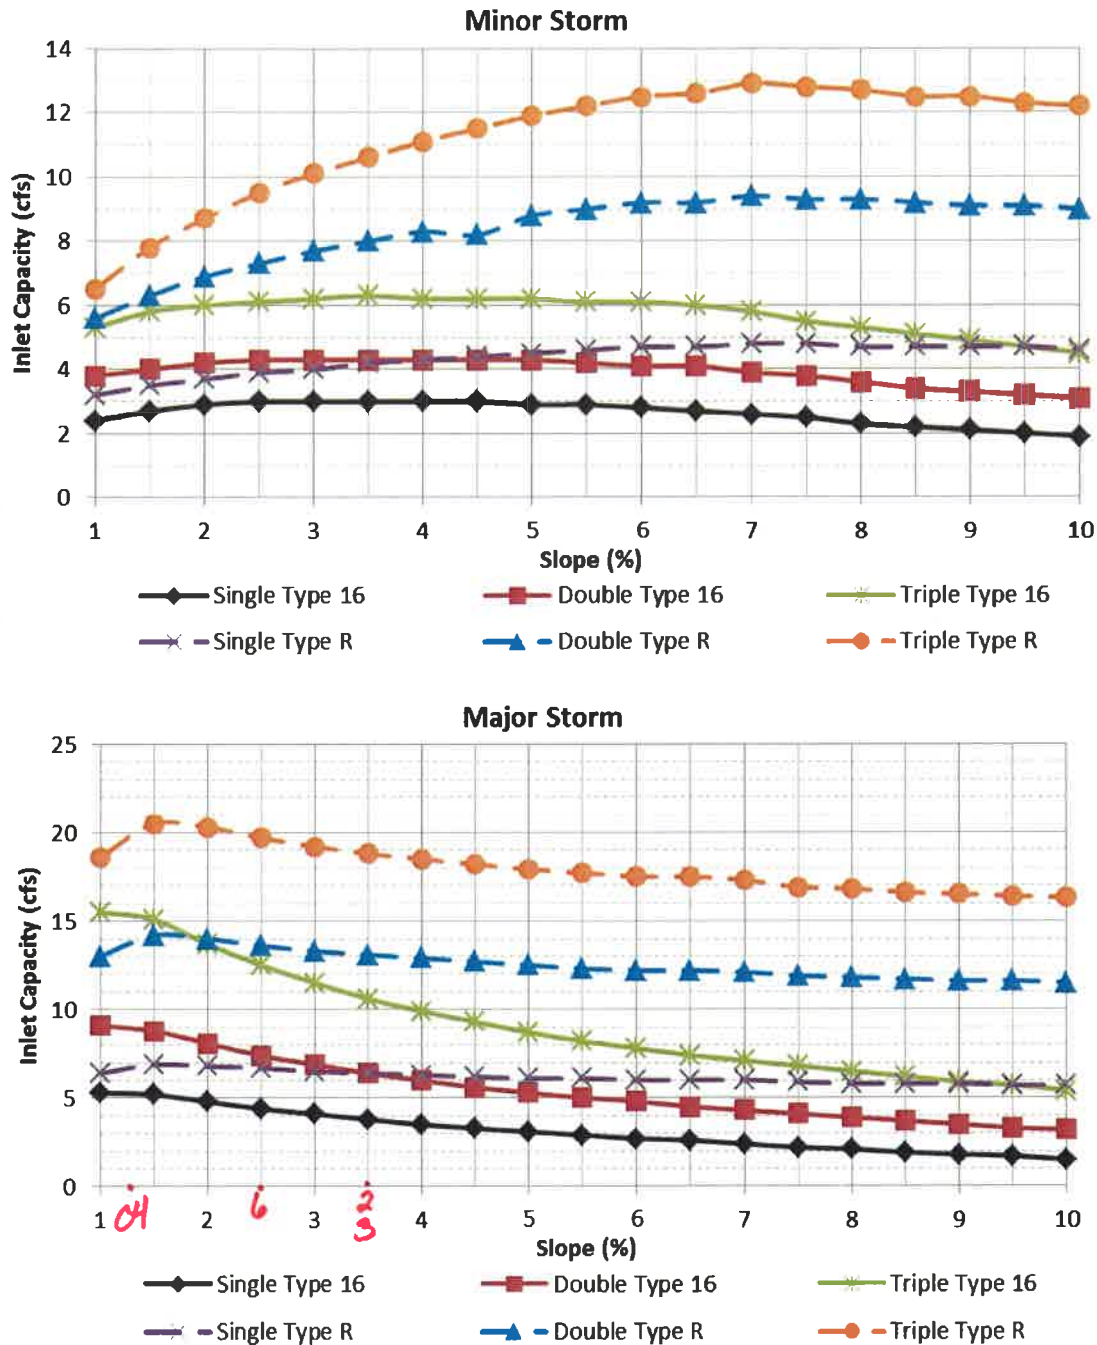 Minor Storm
14
12
10
8
6
4
2
0
Inlet Capacity (cfs)
1 2 3 4 5 6 7 8 9 10
Slope (%)
Single Type 16 Double Type 16 Triple Type 16
Single Type R Double Type R Triple Type R
Major Storm
25
20
15
10
5
0
Inlet Capacity (cfs)
1 2 3 4 5 6 7 8 9 10
6 2
3
Slope (%)
Single Type 16 Double Type 16 Triple Type 16
Single Type R Double Type R Triple Type R